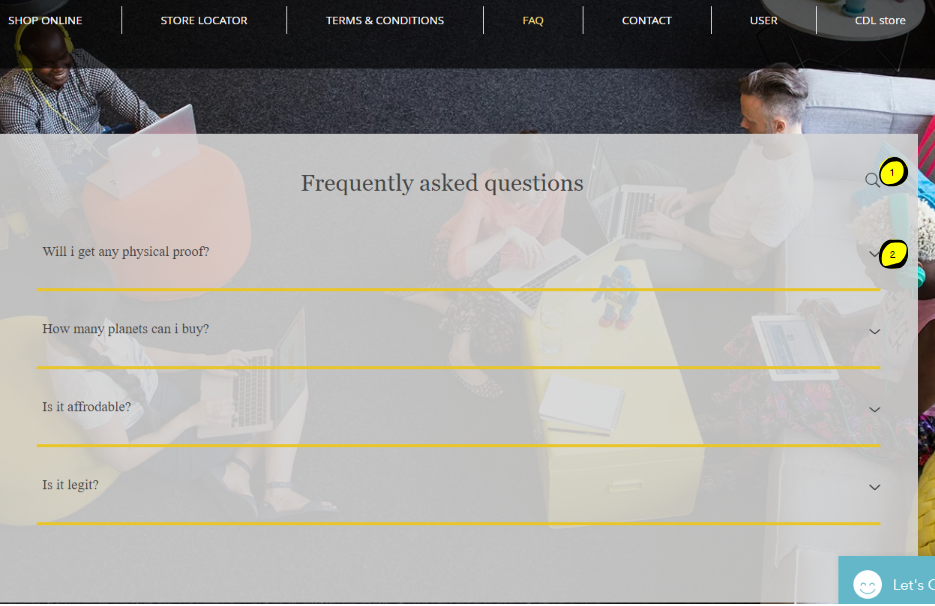 SHOP ONLINE STORE LOCATOR TERMS & CONDITIONS FAQ CONTACT USER CDL store
Frequently asked questions
1
Will i get any physical proof?
2
How many planets can i buy?
Is it affrodable?
Is it legit?
Let's